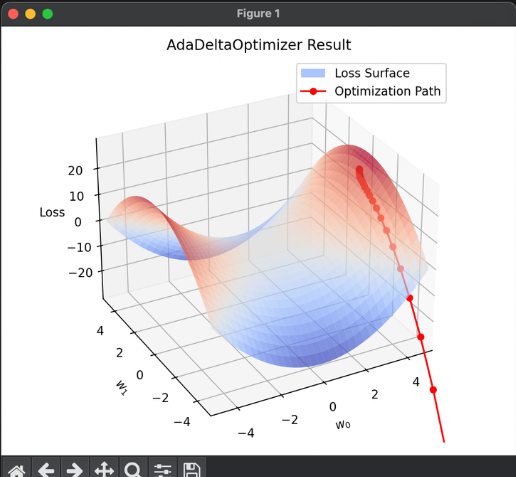 Figure 1
AdaDeltaOptimizer Result
Loss Surface
Optimization Path
Loss
20
10
0
−10
−20
4
2
0
−2
−4
w₁
−4
−2
0
2
4
w₀